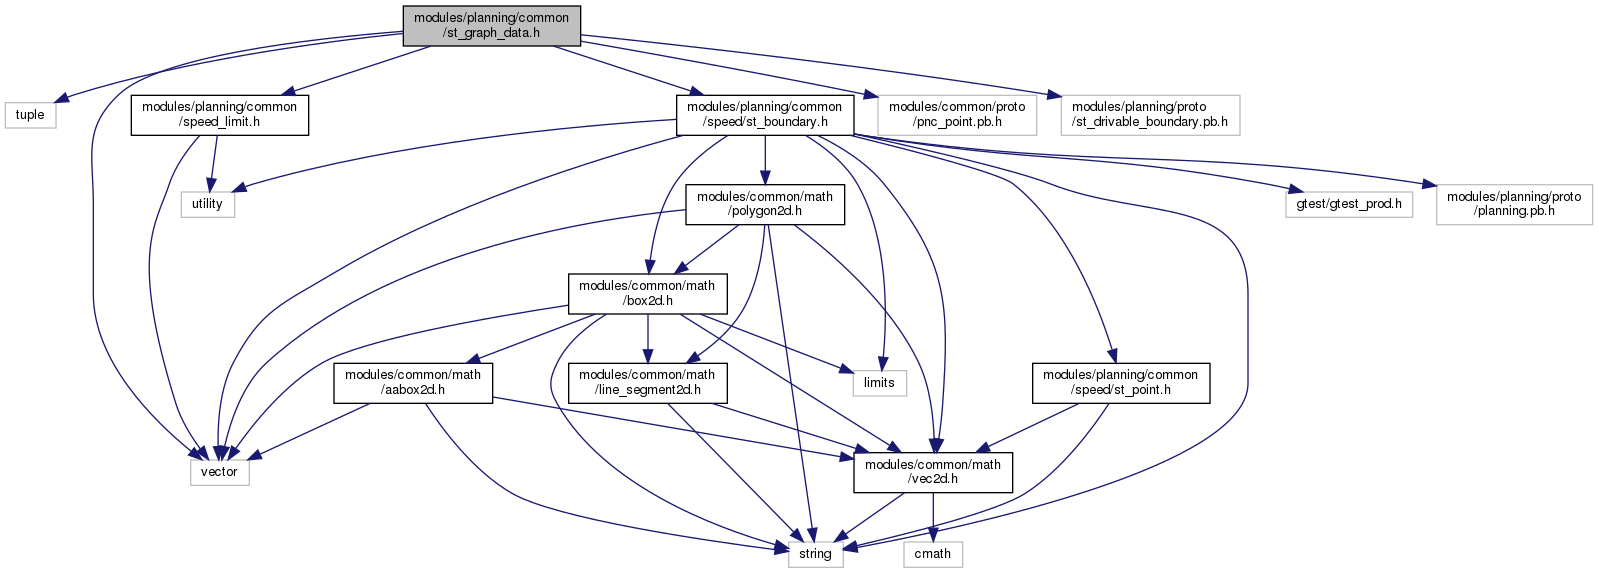 modules/planning/common
/st_graph_data.h
tuple
modules/planning/common
/speed_limit.h
modules/planning/common
/speed/st_boundary.h
modules/common/proto
/pnc_point.pb.h
modules/planning/proto
/st_drivable_boundary.pb.h
utility
modules/common/math
/polygon2d.h
gtest/gtest_prod.h
modules/planning/proto
/planning.pb.h
modules/common/math
/box2d.h
modules/common/math
/aabox2d.h
modules/common/math
/line_segment2d.h
limits
modules/planning/common
/speed/st_point.h
vector
modules/common/math
/vec2d.h
string
cmath